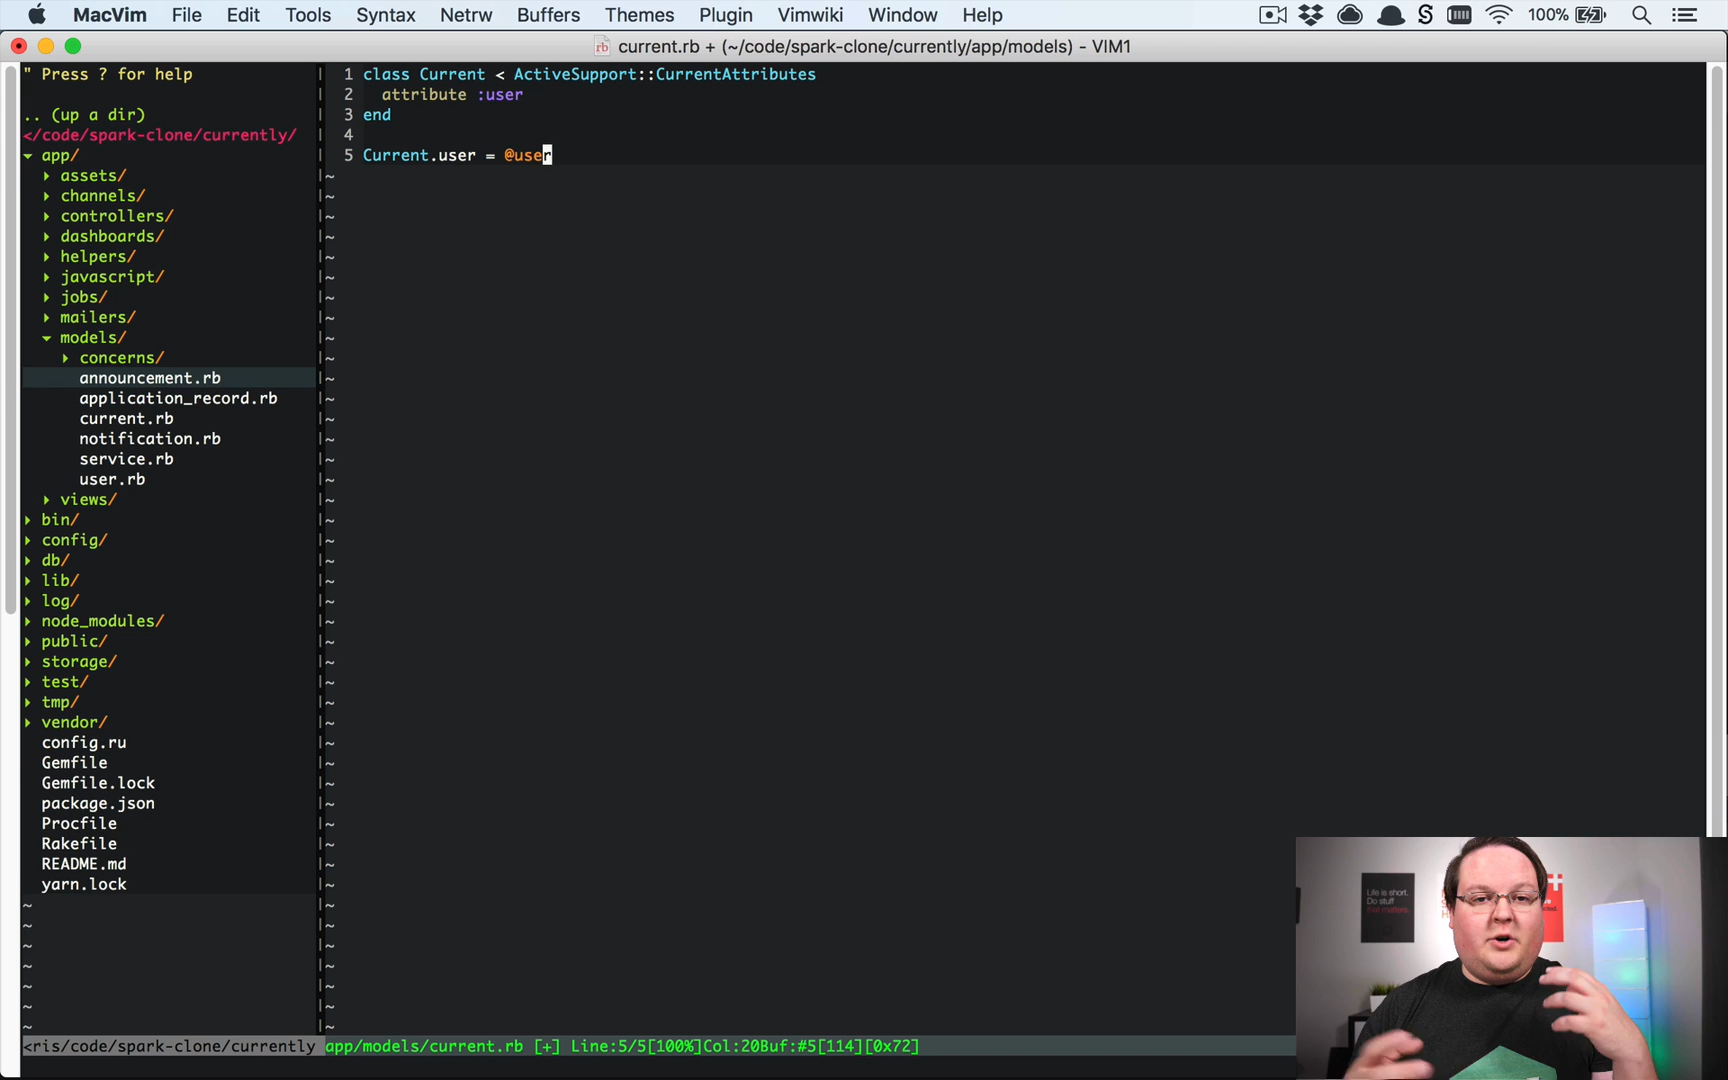 MacVim File Edit Tools Syntax Netrw Buffers Themes Plugin Vimwiki Window Help 100%
current.rb + (~/code/spark-clone/currently/app/models) - VIM1
" Press ? for help
.. (up a dir)
</code/spark-clone/currently/
app/
assets/
channels/
controllers/
dashboards/
helpers/
javascript/
jobs/
mailers/
models/
concerns/
announcement.rb
application_record.rb
current.rb
notification.rb
service.rb
user.rb
views/
bin/
config/
db/
lib/
log/
node_modules/
public/
storage/
test/
tmp/
vendor/
config.ru
Gemfile
Gemfile.lock
package.json
Procfile
Rakefile
README.md
yarn.lock
1 class Current < ActiveSupport::CurrentAttributes
2 attribute :user
3 end
4
5 Current.user = @user
Life is short.
Do stuff
that matters.
<ris/code/spark-clone/currently app/models/current.rb [+] Line:5/5[100%]Col:20Buf:#5[114][0x72]